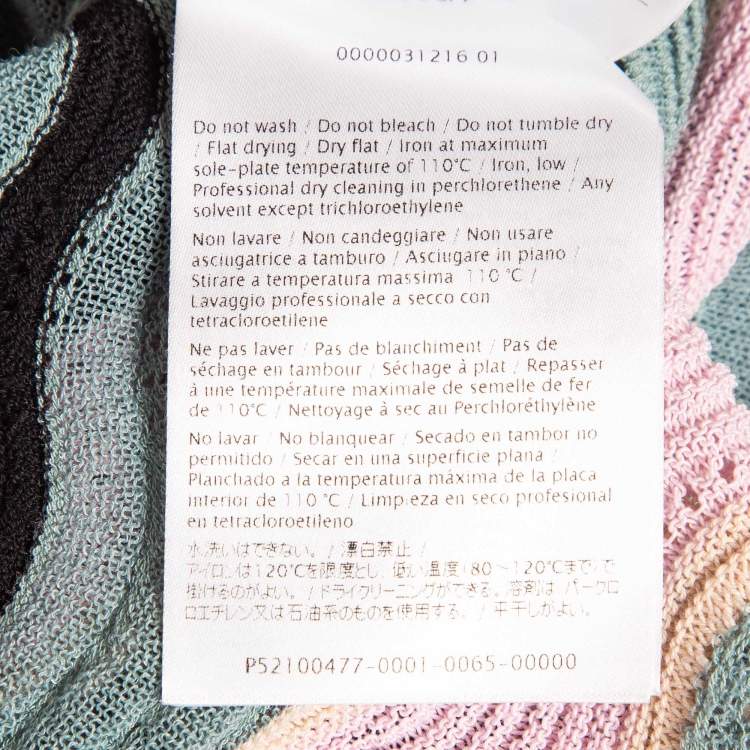 0000031216 01
Do not wash / Do not bleach / Do not tumble dry
/ Flat drying / Dry flat / Iron at maximum
sole-plate temperature of 110°C / Iron, low /
Professional dry cleaning in perchlorethene / Any
solvent except trichloroethylene
Non lavare / Non candeggiare / Non usare
asciugatrice a tamburo / Asciugare in piano /
Stirare a temperatura massima 110 °C /
Lavaggio professionale a secco con
tetracloroetilene
Ne pas laver / Pas de blanchiment / Pas de
séchage en tambour / Séchage à plat / Repasser
à une température maximale de semelle de fer
de 110°C / Nettoyage à sec au Perchloréthylène
No lavar / No blanquear / Secado en tambor no
permitido / Secar en una superficie plana /
Planchado a la temperatura máxima de la placa
interior de 110 °C / Limpieza en seco profesional
en tetracloroetileno
水洗いはできない。/ 漂白禁止 /
アイロンは120℃を限度とし、低い温度(80～120℃まで)で
掛けるのがよい。/ ドライクリーニングができる。溶剤は パークロ
ロエチレン又は石油系のものを使用する。/ 平干しがよい。
P52100477-0001-0065-00000